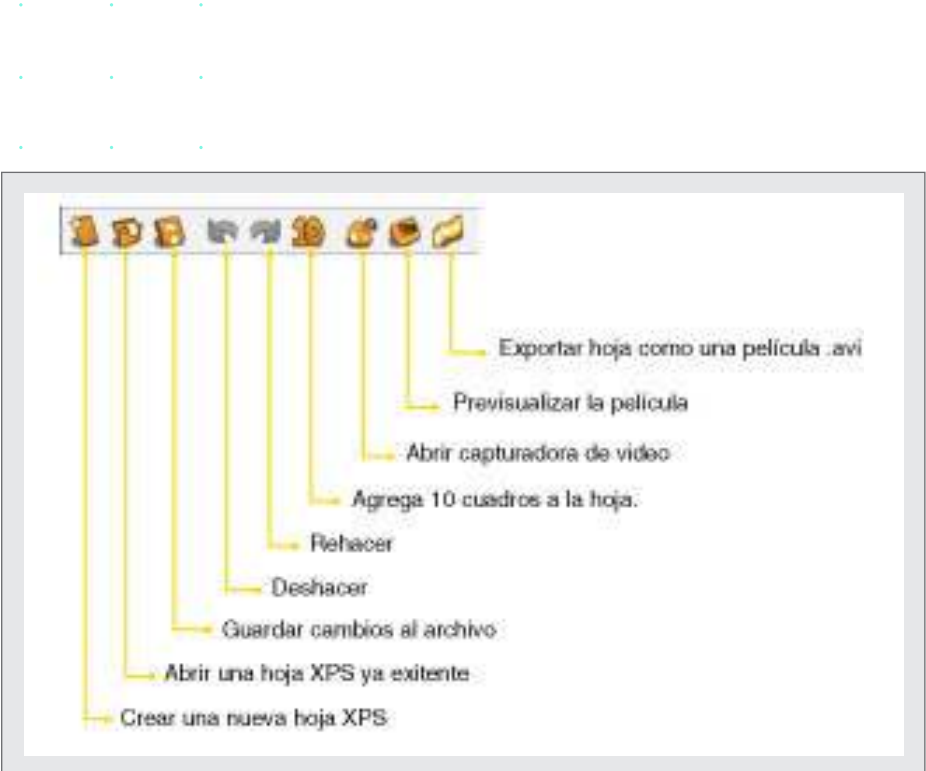 Exportar hoja como una película .avi
Previsualizar la película
Abrir capturadora de video
Agrega 10 cuadros a la hoja.
Rehacer
Deshacer
Guardar cambios al archivo
Abrir una hoja XPS ya exitente
Crear una nueva hoja XPS